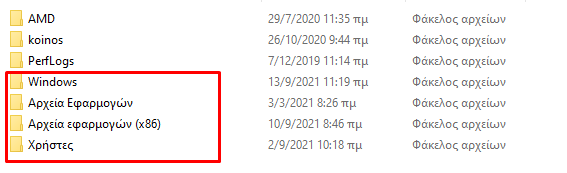 AMD 29/7/2020 11:35 πμ Φάκελος αρχείων
koinos 26/10/2020 9:44 πμ Φάκελος αρχείων
PerfLogs 7/12/2019 11:14 πμ Φάκελος αρχείων
Windows 13/9/2021 11:19 πμ Φάκελος αρχείων
Αρχεία Εφαρμογών 3/3/2021 8:26 πμ Φάκελος αρχείων
Αρχεία εφαρμογών (x86) 10/9/2021 8:46 πμ Φάκελος αρχείων
Χρήστες 2/9/2021 10:18 πμ Φάκελος αρχείων